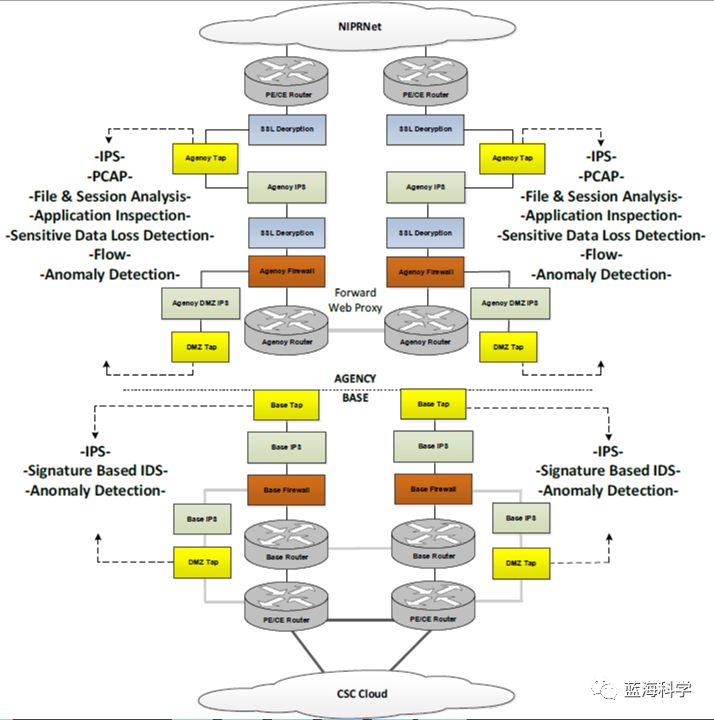 NIPRNet
PE/CE Router
PE/CE Router
SSL Decryption
SSL Decryption
Agency Tap
Agency Tap
-IPS-
-PCAP-
-File & Session Analysis-
-Application Inspection-
-Sensitive Data Loss Detection-
-Flow-
-Anomaly Detection-
-IPS-
-PCAP-
-File & Session Analysis-
-Application Inspection-
-Sensitive Data Loss Detection-
-Flow-
-Anomaly Detection-
Agency IPS
Agency IPS
SSL Decryption
SSL Decryption
Agency Firewall
Agency Firewall
Agency DMZ IPS
Forward
Web Proxy
Agency DMZ IPS
Agency Router
Agency Router
DMZ Tap
DMZ Tap
AGENCY
BASE
Base Tap
Base Tap
Base IPS
Base IPS
-IPS-
-Signature Based IDS-
-Anomaly Detection-
-IPS-
-Signature Based IDS-
-Anomaly Detection-
Base Firewall
Base Firewall
Base IPS
Base IPS
Base Router
Base Router
DMZ Tap
DMZ Tap
PE/CE Router
PE/CE Router
CSC Cloud
蓝海科学